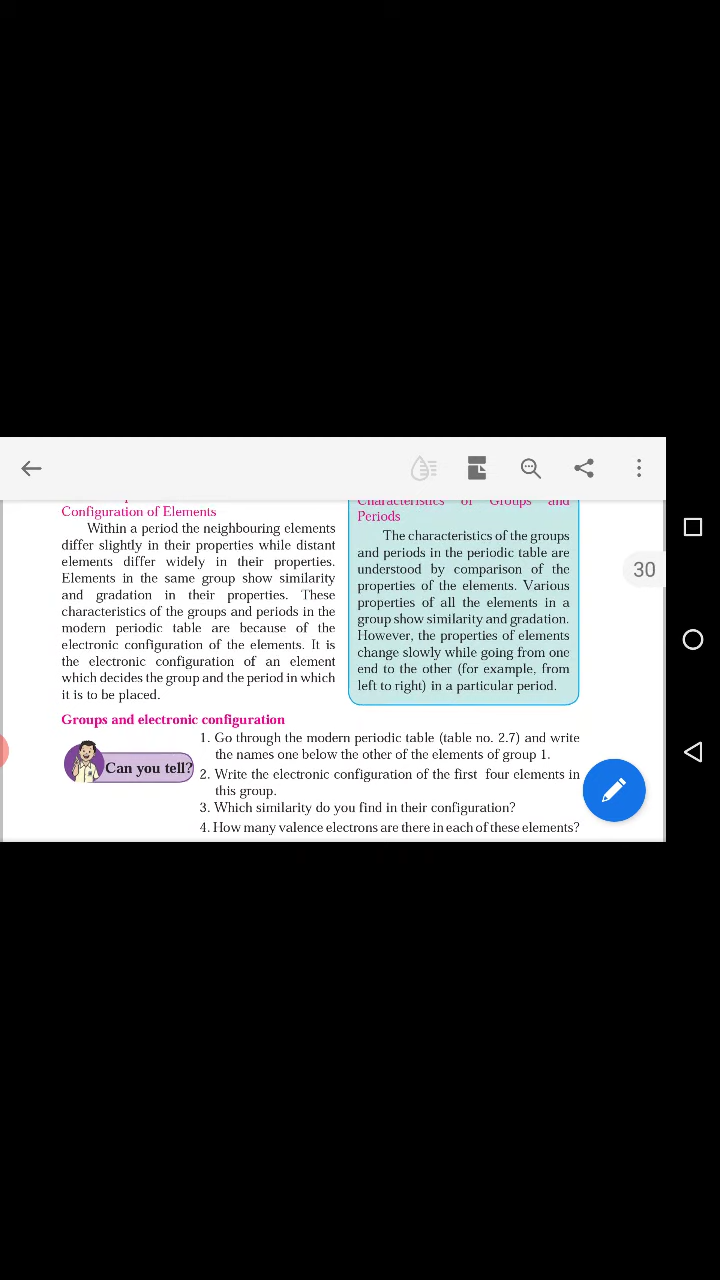 Configuration of Elements
Within a period the neighbouring elements
differ slightly in their properties while distant
elements differ widely in their properties.
Elements in the same group show similarity
and gradation in their properties. These
characteristics of the groups and periods in the
modern periodic table are because of the
electronic configuration of the elements. It is
the electronic configuration of an element
which decides the group and the period in which
it is to be placed.
Characteristics of Groups and
Periods
The characteristics of the groups
and periods in the periodic table are
understood by comparison of the
properties of the elements. Various
properties of all the elements in a
group show similarity and gradation.
However, the properties of elements
change slowly while going from one
end to the other (for example, from
left to right) in a particular period.
30
Groups and electronic configuration
Can you tell?
1. Go through the modern periodic table (table no. 2.7) and write
the names one below the other of the elements of group 1.
2. Write the electronic configuration of the first four elements in
this group.
3. Which similarity do you find in their configuration?
4. How many valence electrons are there in each of these elements?